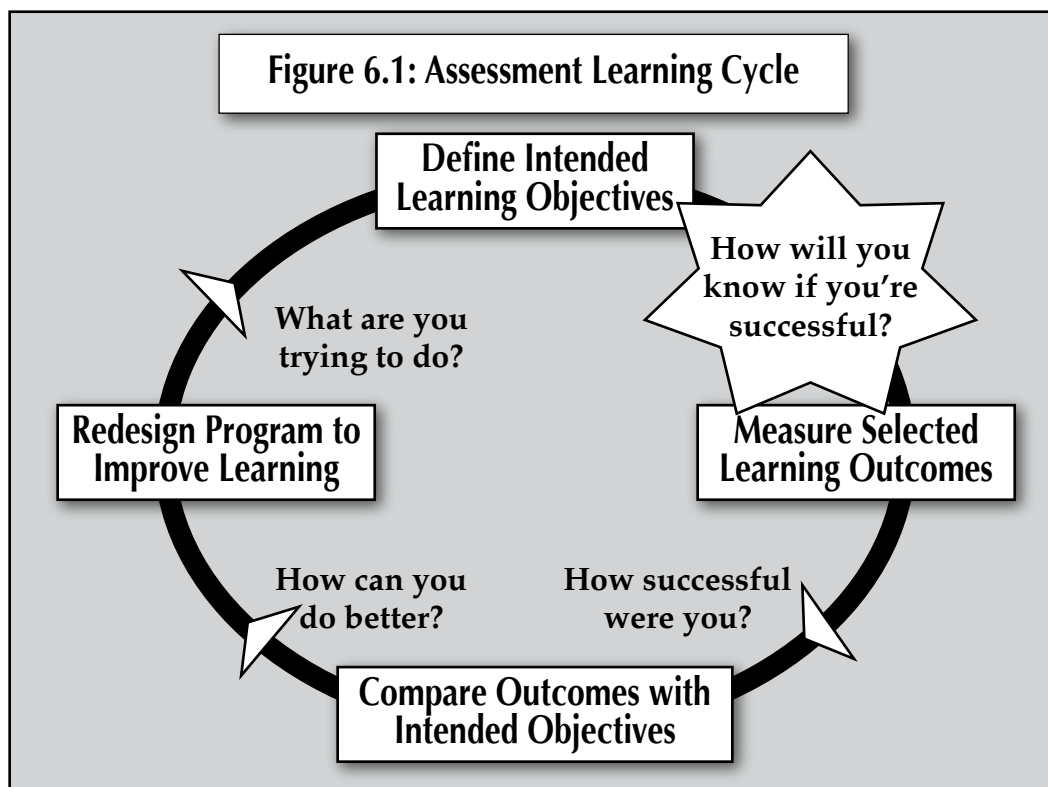 Figure 6.1: Assessment Learning Cycle
Define Intended
Learning Objectives
How will you
know if you’re
successful?
What are you
trying to do?
Redesign Program to
Improve Learning
Measure Selected
Learning Outcomes
How can you
do better?
How successful
were you?
Compare Outcomes with
Intended Objectives